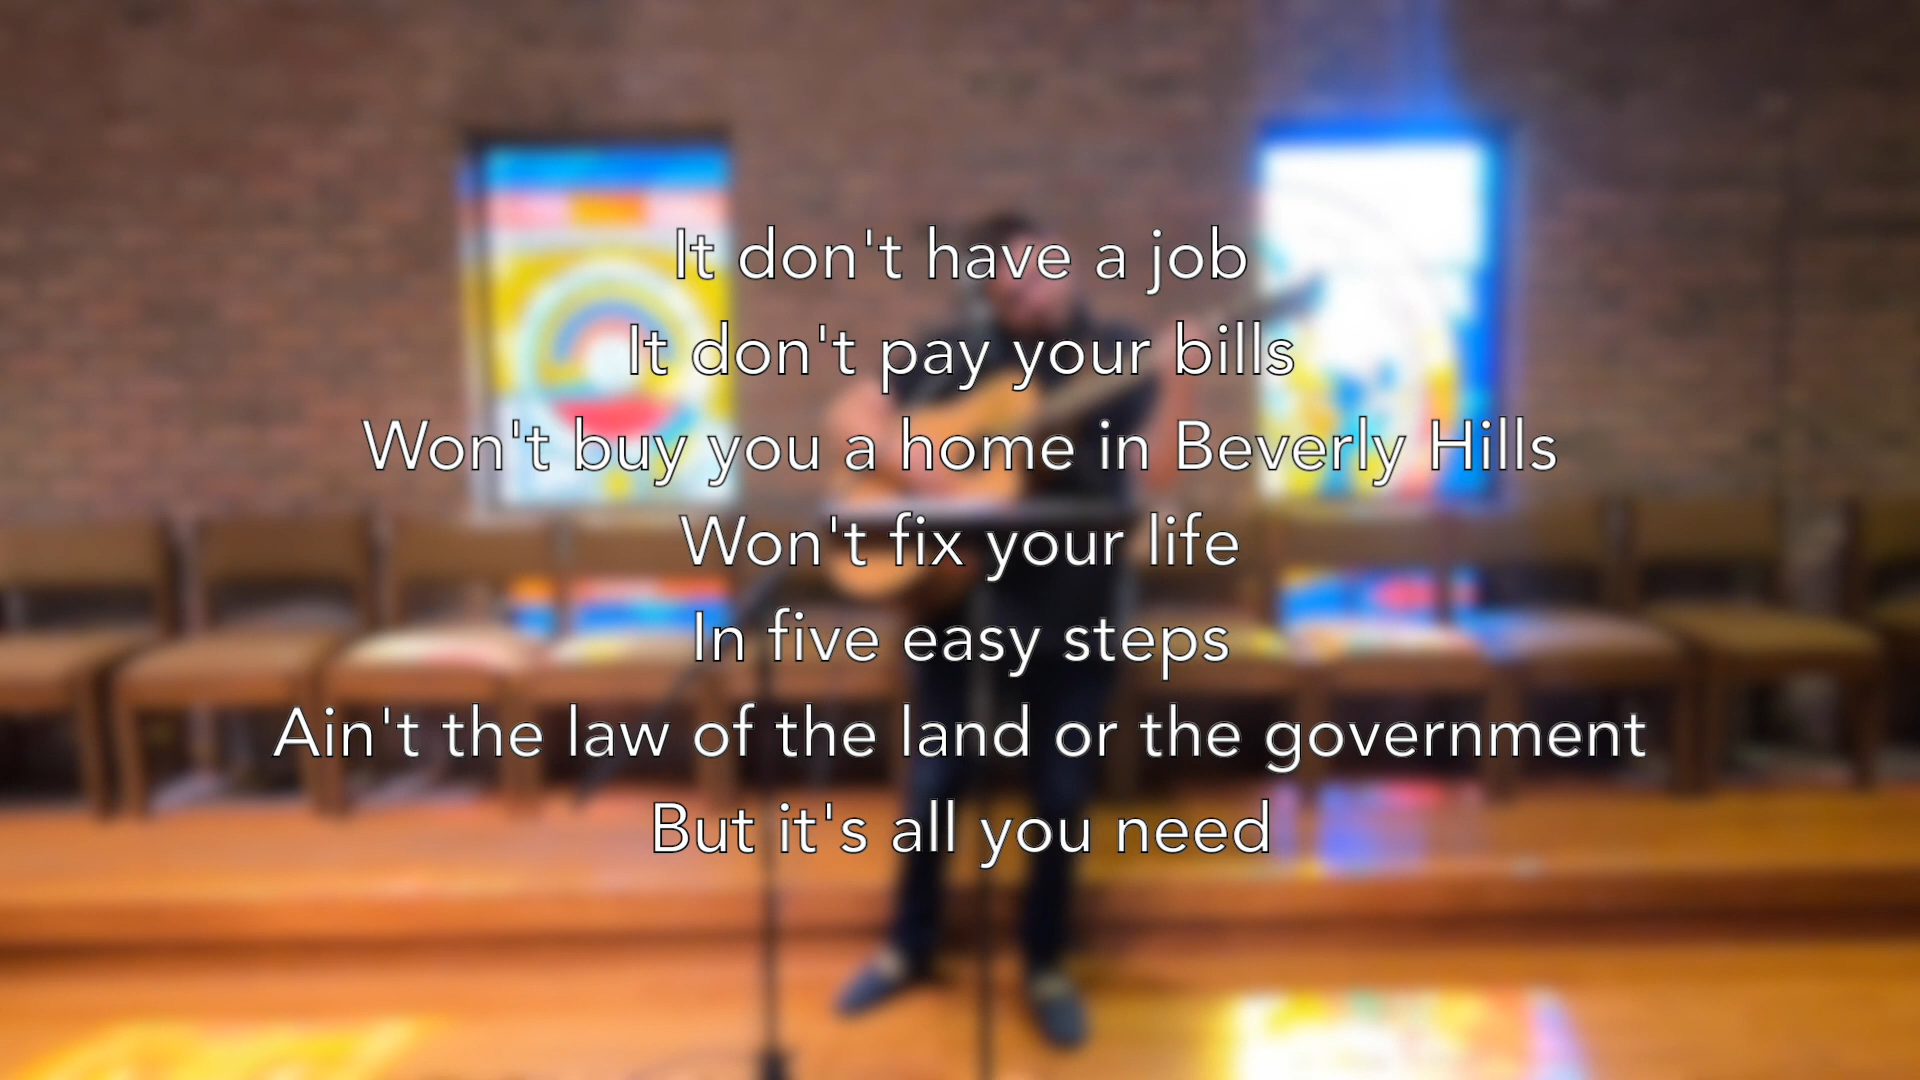 It don't have a job
It don't pay your bills
Won't buy you a home in Beverly Hills
Won't fix your life
In five easy steps
Ain't the law of the land or the government
But it's all you need